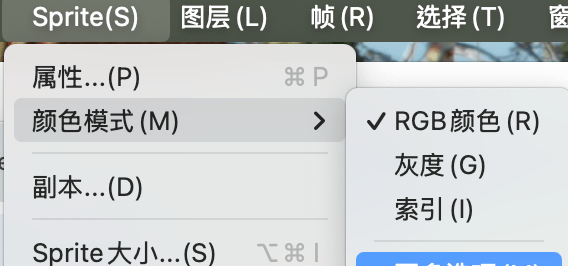 Sprite(S) 图层(L) 帧(R) 选择(T)
属性...(P) ⌘ P
颜色模式(M)
副本...(D)
Sprite大小...(S) ⌥⌘ I
RGB颜色(R)
灰度(G)
索引(I)